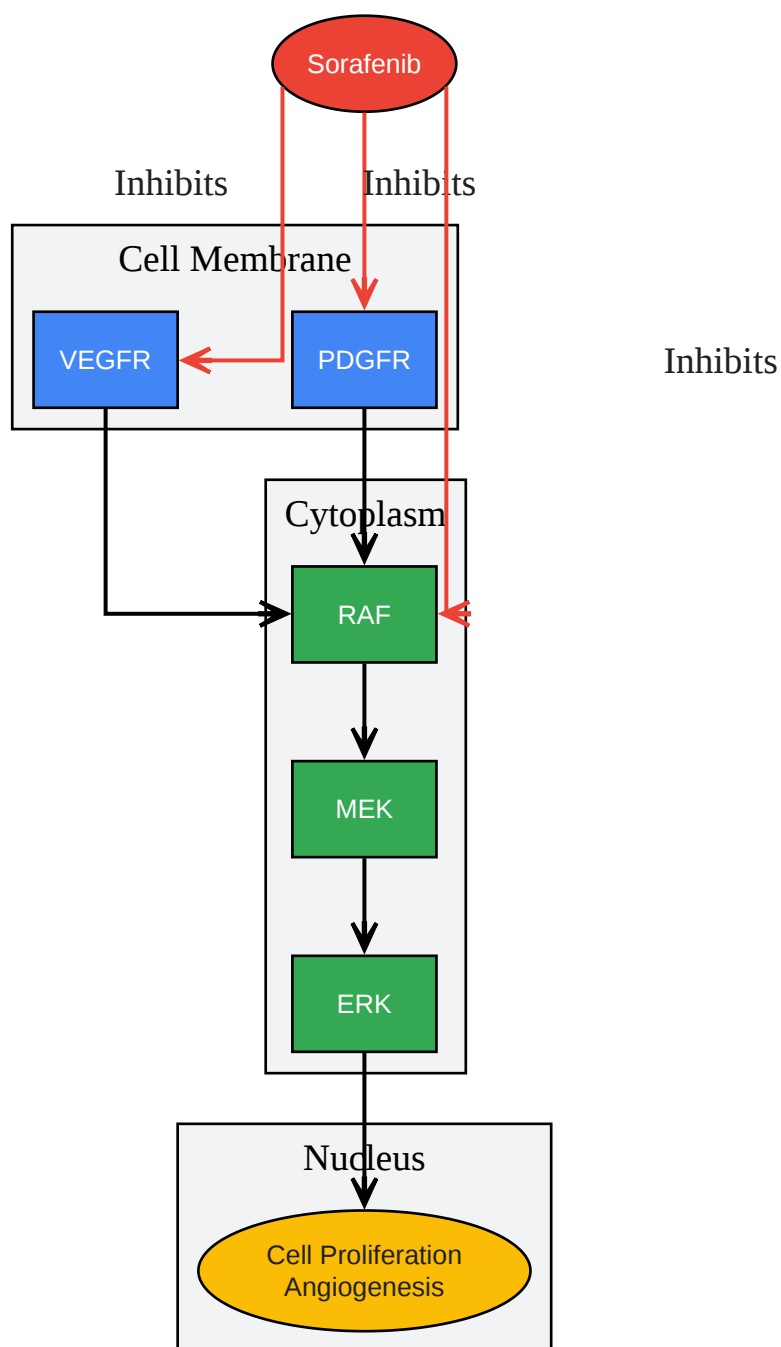 Sorafenib
Inhibits
Inhibits
Cell Membrane
VEGFR
PDGFR
Inhibits
Cytoplasm
RAF
MEK
ERK
Nucleus
Cell Proliferation
Angiogenesis